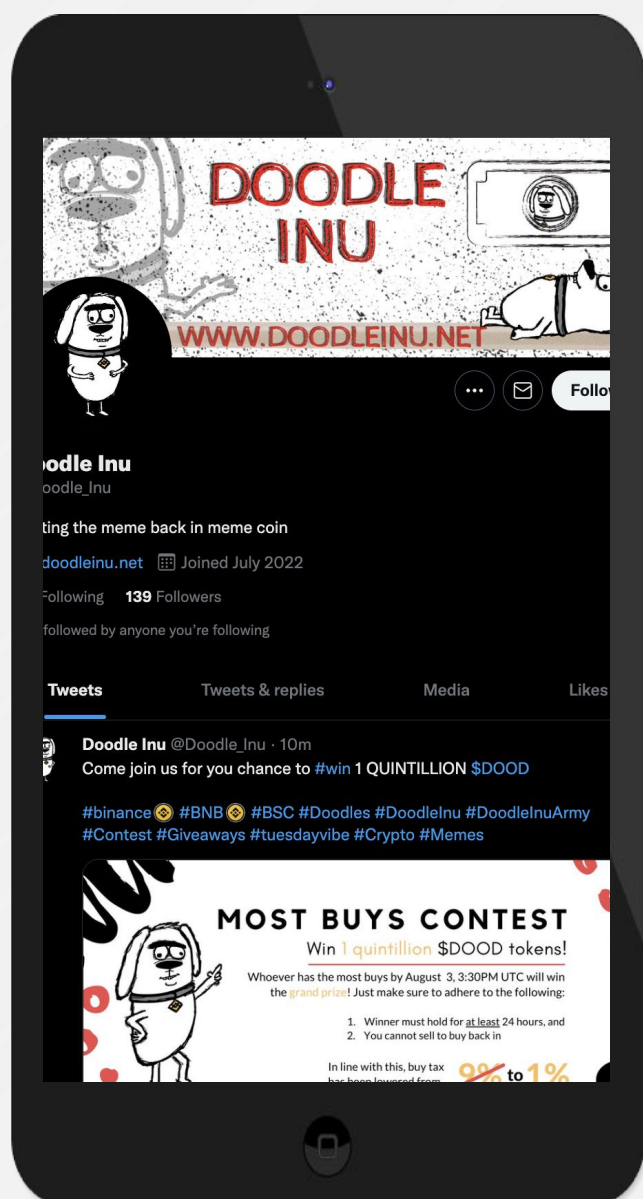 DOODLE
INU
WWW.DOODLEINU.NET
Follo
oodle Inu
oodle_Inu
ting the meme back in meme coin
doodleinu.net Joined July 2022
Following 139 Followers
followed by anyone you're following
Tweets Tweets & replies Media Likes
Doodle Inu @Doodle_Inu · 10m
Come join us for you chance to #win 1 QUINTILLION $DOOD
#binance #BNB #BSC #Doodles #DoodleInu #DoodleInuArmy
#Contest #Giveaways #tuesdayvibe #Crypto #Memes
MOST BUYS CONTEST
Win 1 quintillion $DOOD tokens!
Whoever has the most buys by August 3, 3:30PM UTC will win
the grand prize! Just make sure to adhere to the following:
1. Winner must hold for at least 24 hours, and
2. You cannot sell to buy back in
In line with this, buy tax
has been lowered from 9% to 1%